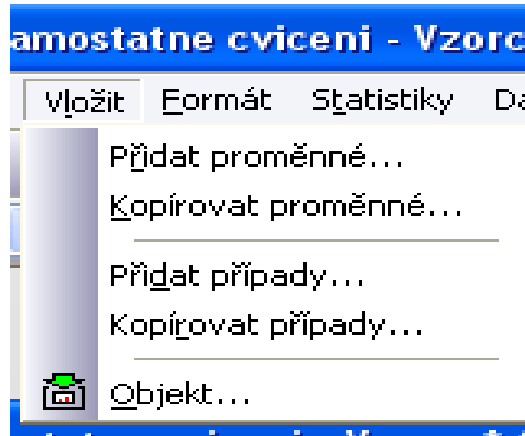 amostatne cviceni - Vzorc
Vložit Formát Statistiky Da
Přidat proměnné...
Kopírovat proměnné...
Přidat případy...
Kopírovat případy...
Objekt...